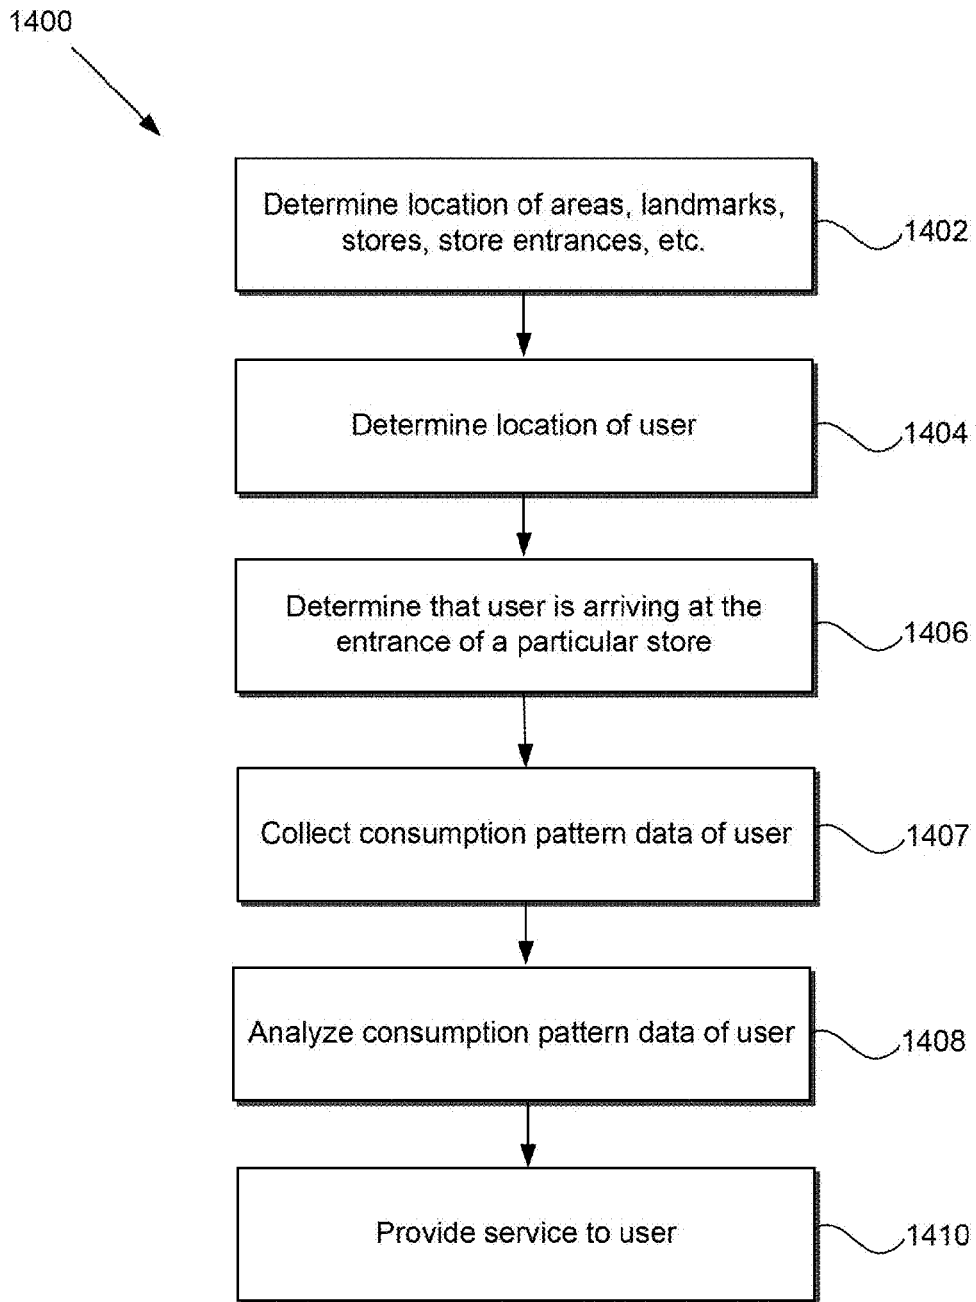 1400
Determine location of areas, landmarks,
stores, store entrances, etc.
1402
Determine location of user
1404
Determine that user is arriving at the
entrance of a particular store
1406
Collect consumption pattern data of user
1407
Analyze consumption pattern data of user
1408
Provide service to user
1410